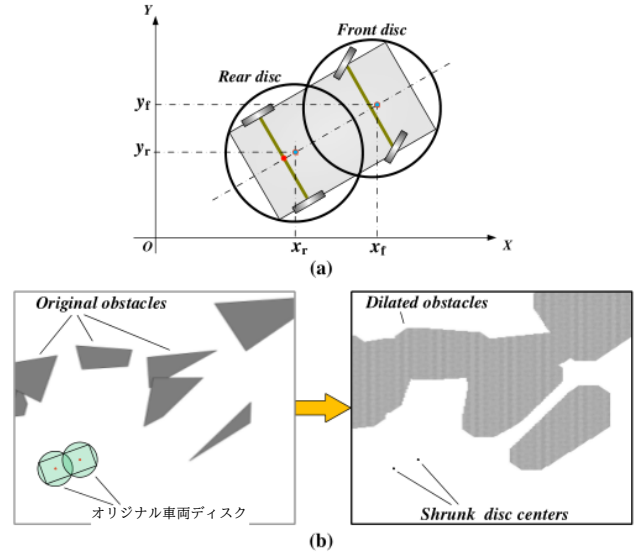 Y
Front disc
Rear disc
yf
yr
O
xr
xf
X
(a)
Original obstacles
Dilated obstacles
オリジナル車両ディスク
Shrunk disc centers
(b)